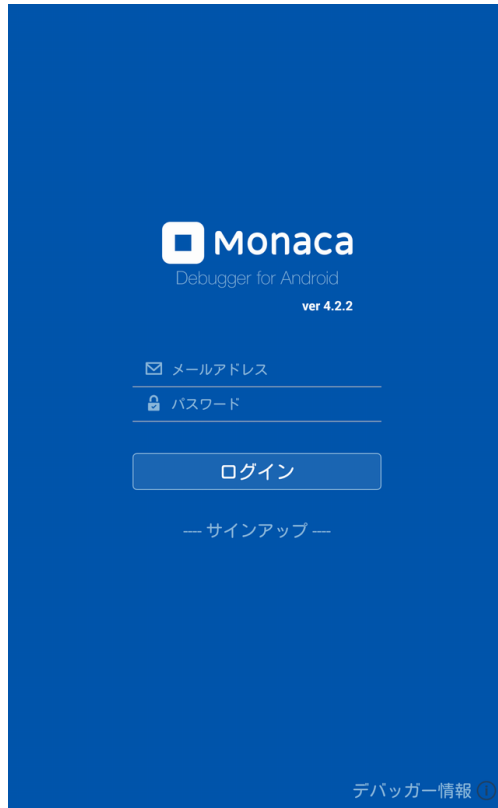 Monaca
Debugger for Android
ver 4.2.2
メールアドレス
パスワード
ログイン
---- サインアップ ----
デバッガー情報